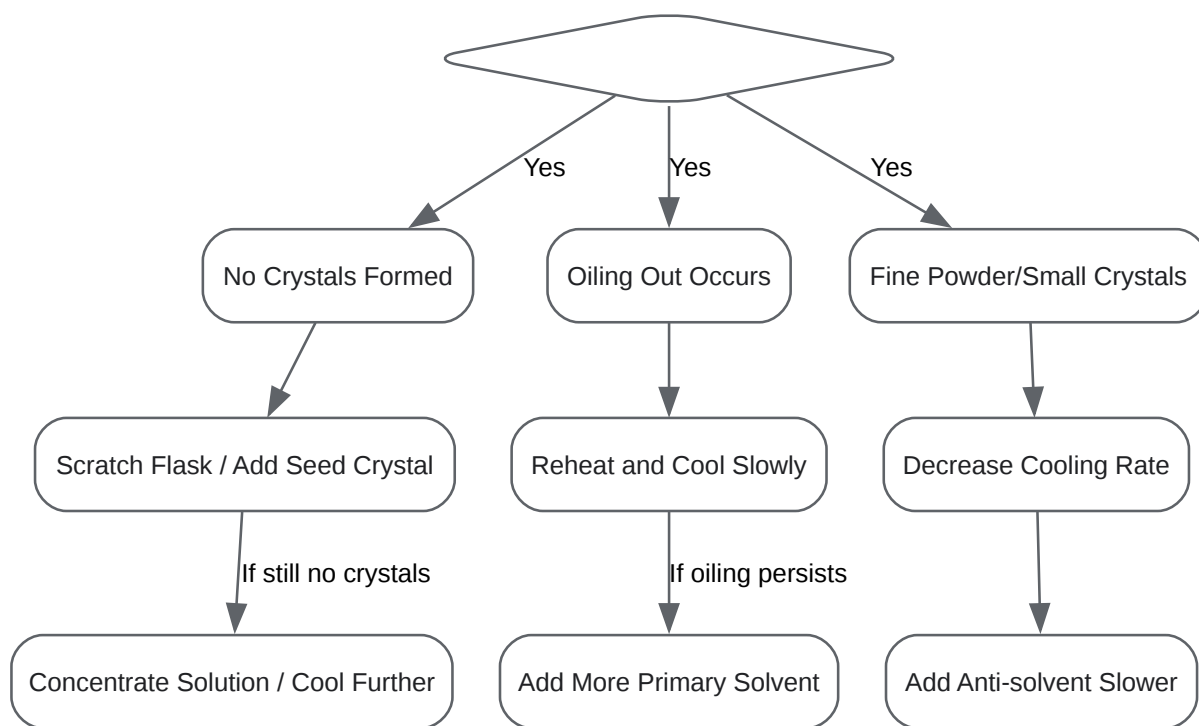 Yes
Yes
Yes
No Crystals Formed
Oiling Out Occurs
Fine Powder/Small Crystals
Scratch Flask / Add Seed Crystal
Reheat and Cool Slowly
Decrease Cooling Rate
If still no crystals
If oiling persists
Concentrate Solution / Cool Further
Add More Primary Solvent
Add Anti-solvent Slower